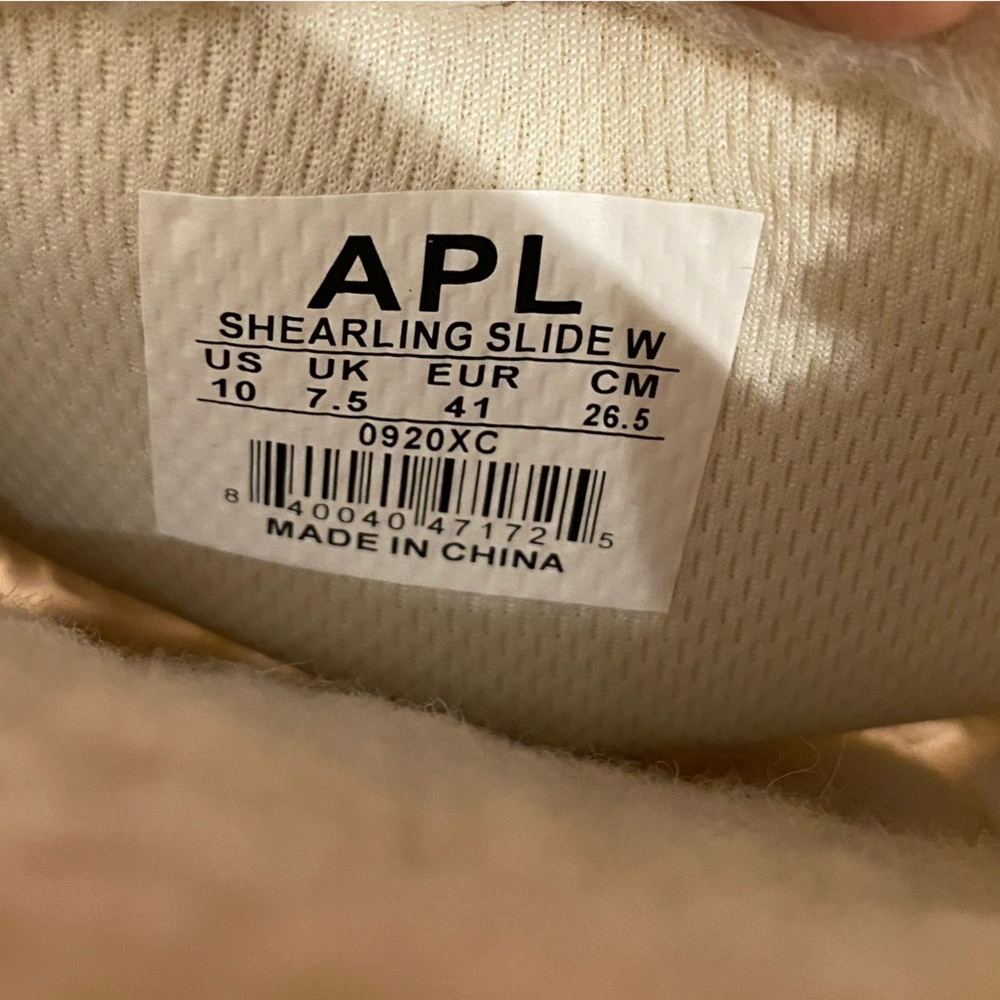 APL
SHEARLING SLIDE W
US UK EUR CM
10 7.5 41 26.5
0920XC
8 40040 47172 5
MADE IN CHINA